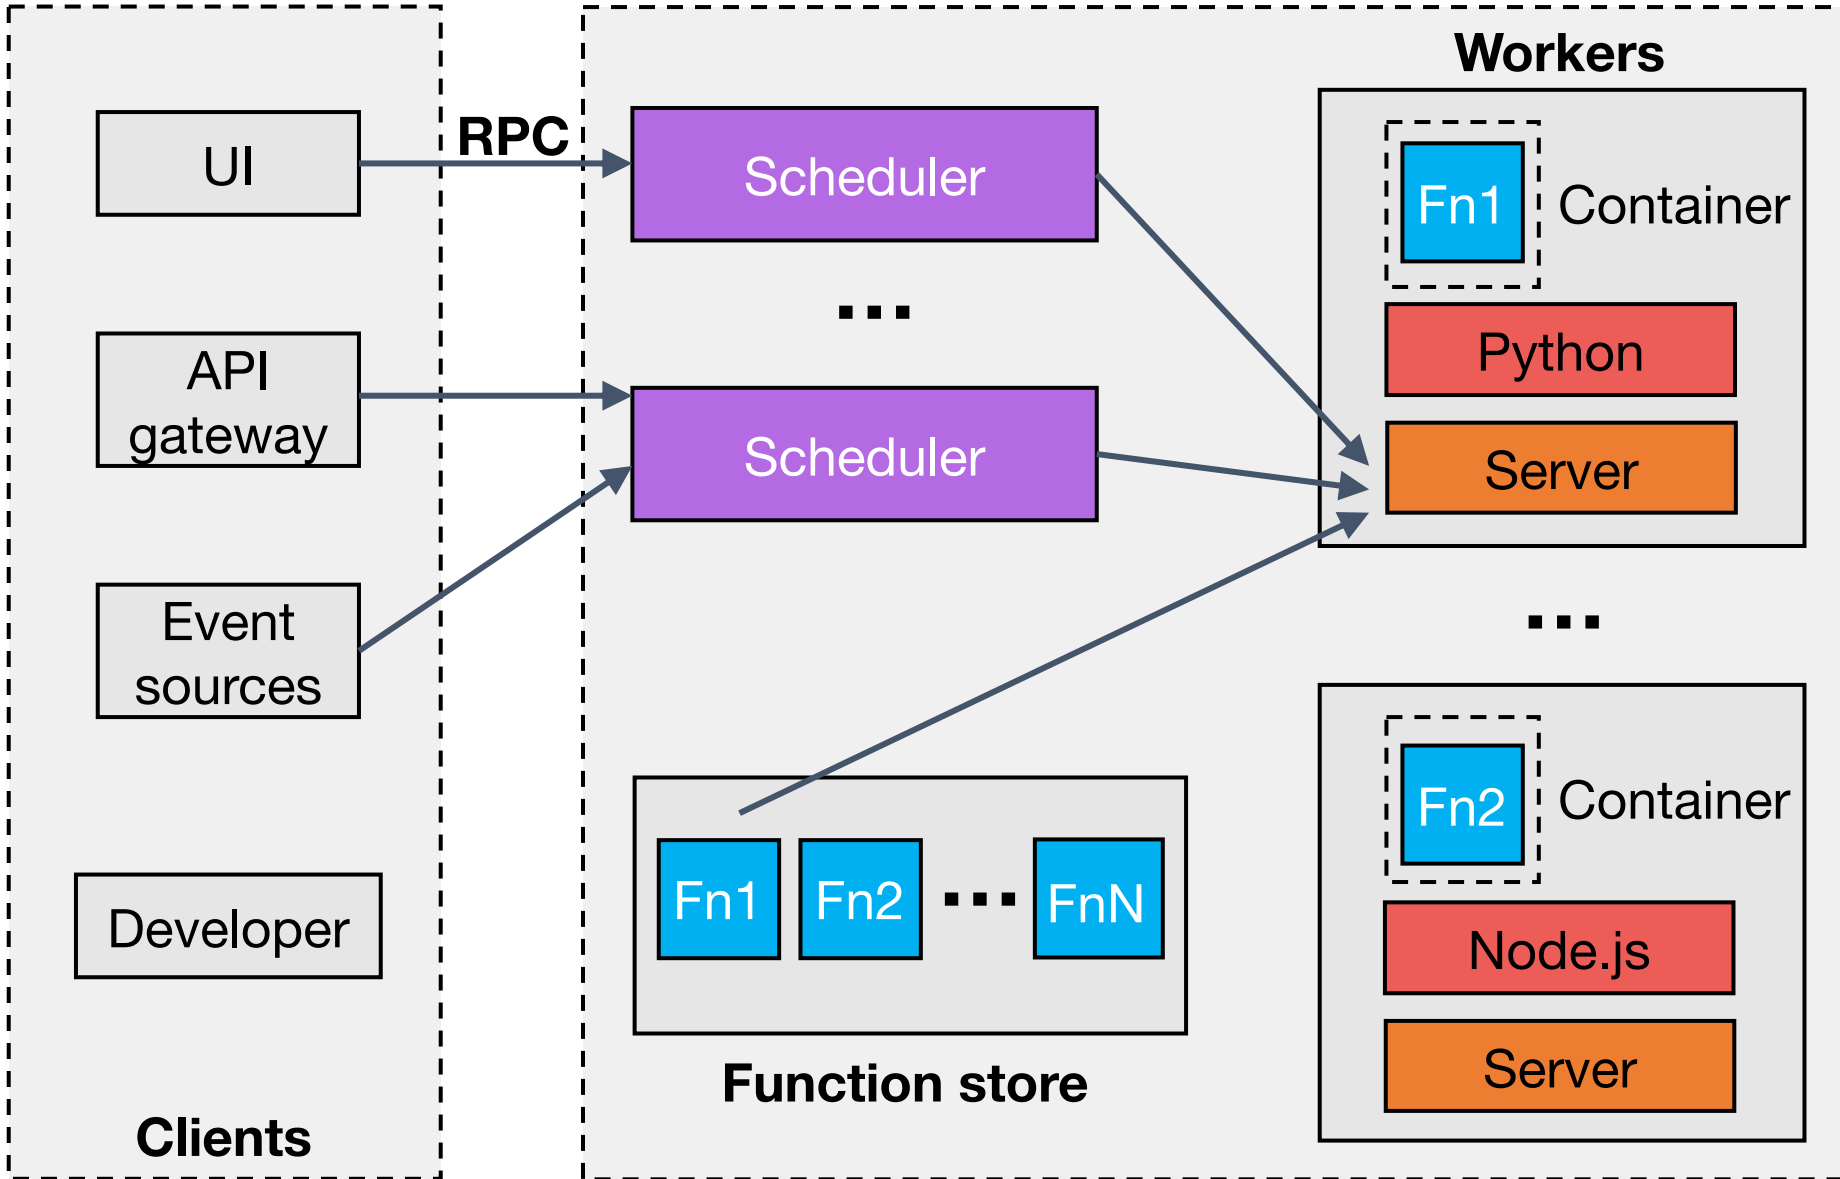 Workers
UI
RPC
Scheduler
Fn1
Container
...
Python
API
gateway
Scheduler
Server
Event
sources
...
Fn2
Container
Fn1
Fn2
...
FnN
Developer
Node.js
Function store
Server
Clients